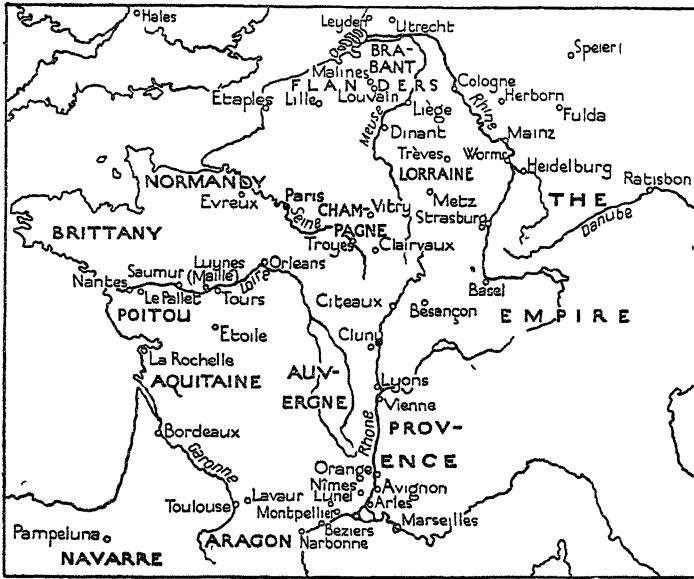 Hales
Leyden
Utrecht
Speierl
BRA-
BANT
Malines
Cologne
FLANDERS
Herborn
Etaples
Lille
Louvain
Liège
Rhine
Fulda
Meuse
Dinant
Mainz
Trèves
Worms
LORRAINE
Heidelburg
NORMANDY
Ratisbon
Evreux
Paris
Metz
THE
CHAM-
Vitry
Seine
Strasburg
PAGNE
Danube
BRITTANY
Troyes
Clairvaux
Luynes
Orleans
Saumur
(Maillé)
Loire
Nantes
Basel
Le Pallet
Tours
Citeaux
Besançon
POITOU
EMPIRE
Etoile
Cluny
La Rochelle
AUV-
AQUITAINE
ERGNE
Lyons
Vienne
Bordeaux
Rhone
PROV-
Garonne
ENCE
Orange
Nîmes
Avignon
Lavaur
Lunel
Toulouse
Arles
Montpellier
Marseilles
Pampeluna
Beziers
ARAGON
Narbonne
NAVARRE